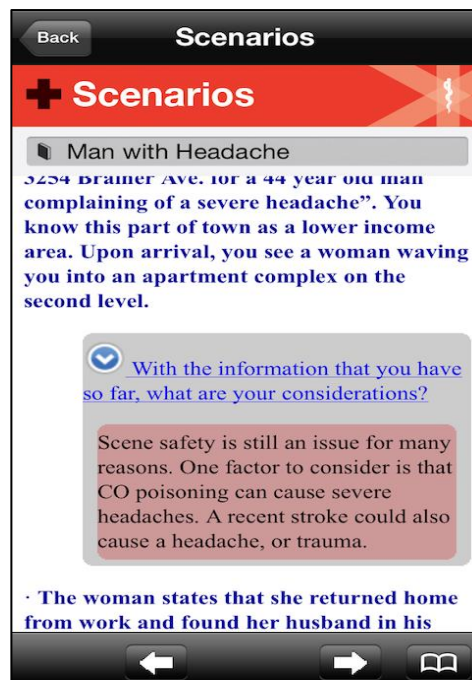 Back
Scenarios
Scenarios
Man with Headache
3254 Brainer Ave. for a 44 year old man
complaining of a severe headache”. You
know this part of town as a lower income
area. Upon arrival, you see a woman waving
you into an apartment complex on the
second level.
With the information that you have
so far, what are your considerations?
Scene safety is still an issue for many
reasons. One factor to consider is that
CO poisoning can cause severe
headaches. A recent stroke could also
cause a headache, or trauma.
· The woman states that she returned home
from work and found her husband in his